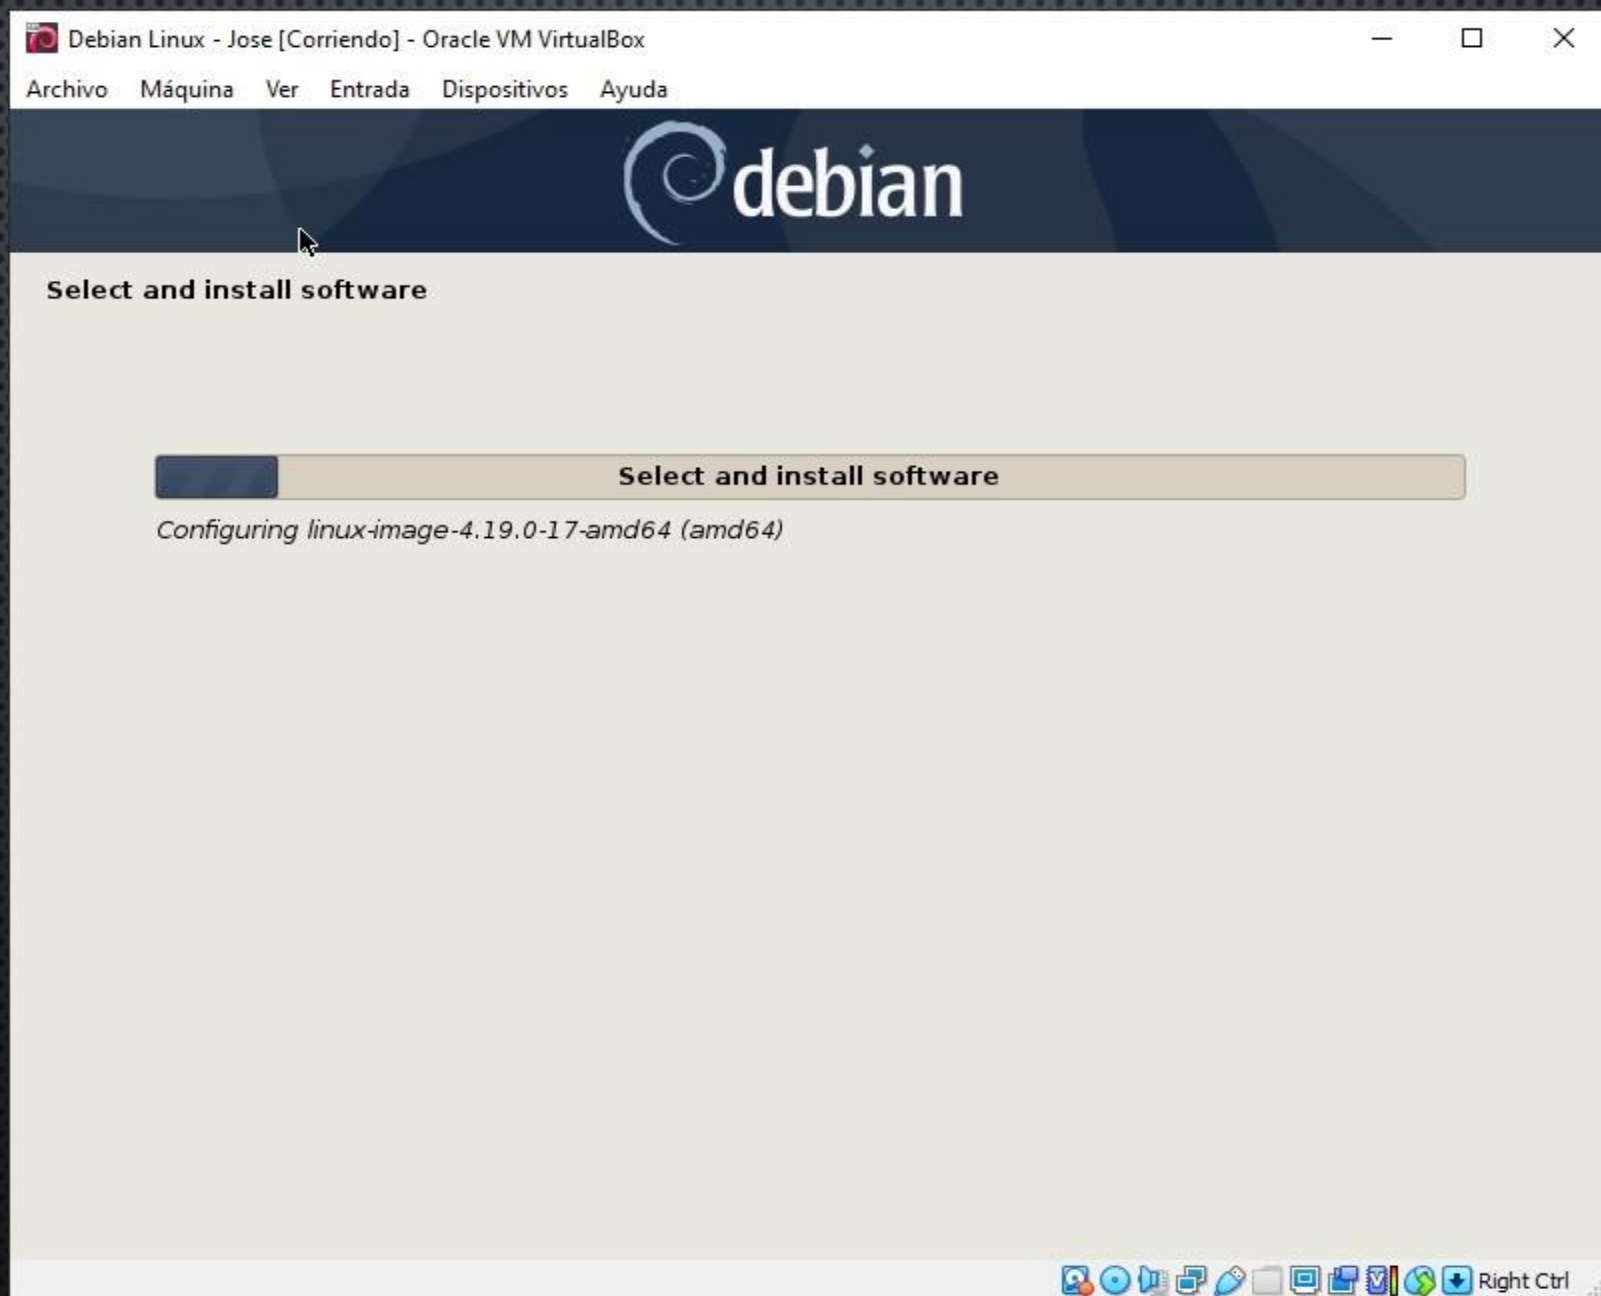 Debian Linux - Jose [Corriendo] - Oracle VM VirtualBox
Archivo Máquina Ver Entrada Dispositivos Ayuda
debian
Select and install software
Select and install software
Configuring linux-image-4.19.0-17-amd64 (amd64)
Right Ctrl